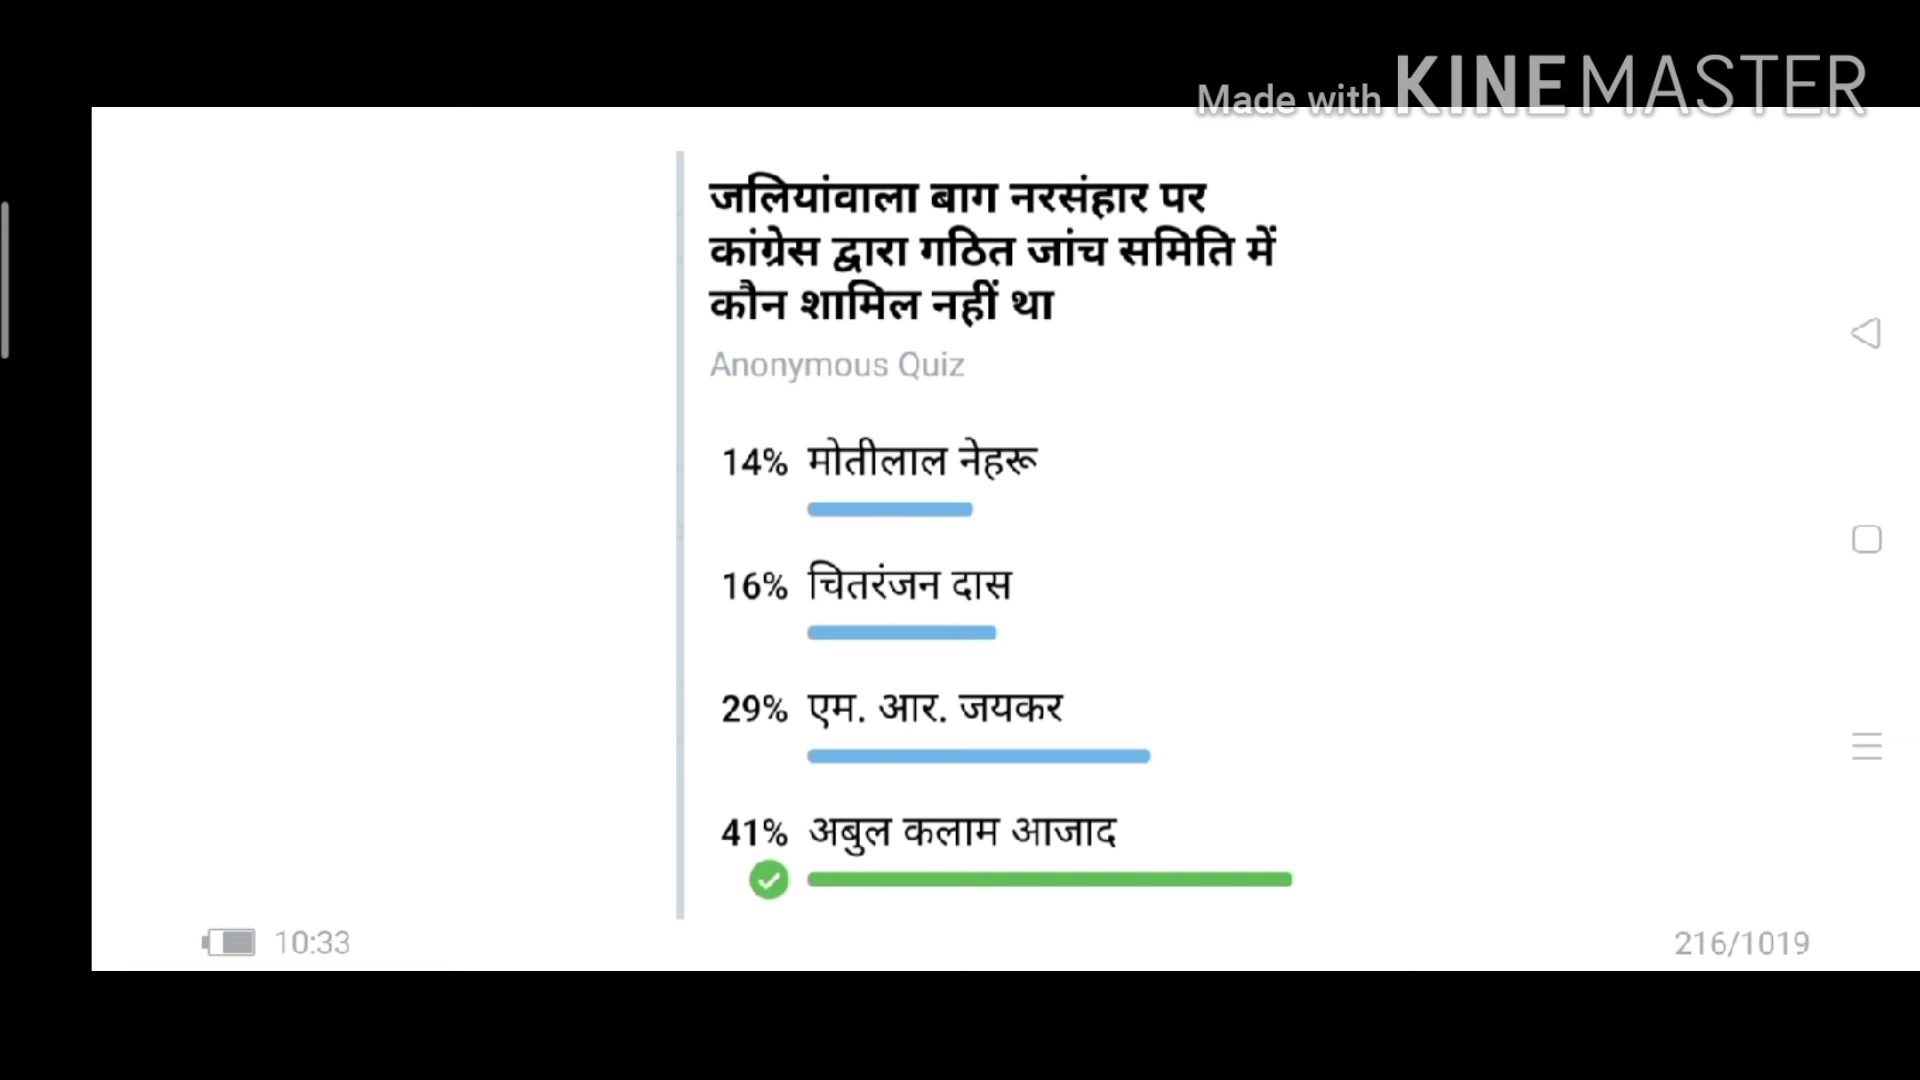 Made with KINEMASTER
जलियांवाला बाग नरसंहार पर
कांग्रेस द्वारा गठित जांच समिति में
कौन शामिल नहीं था
Anonymous Quiz
14% मोतीलाल नेहरू
16% चितरंजन दास
29% एम. आर. जयकर
41% अबुल कलाम आजाद
10:33
216/1019